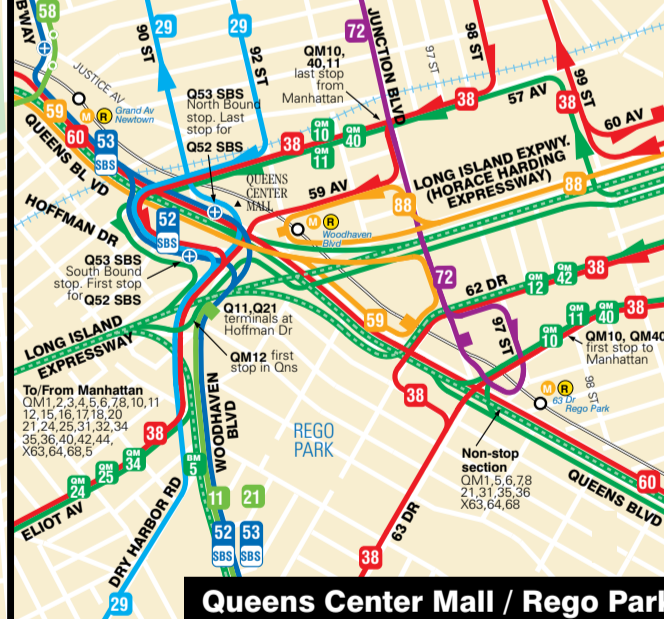 58
BWAY
JUSTICE AV
Grand Av
Newtown
M R
59
60
53
SBS
QUEENS BL VD
29
90 ST
29
92 ST
Q53 SBS
North Bound
stop. Last
stop for
Q52 SBS
72
JUNCTION BLVD
QM10,
40,11
last stop
from
Manhattan
97 ST
98 ST
38
57 AV
38
99 ST
60 AV
38
QM
10
QM
40
QM
11
QUEENS
CENTER
MALL
59 AV
LONG ISLAND EXPWY.
(HORACE HARDING
EXPRESSWAY)
88
88
M R
Woodhaven
Blvd
HOFFMAN DR
52
SBS
Q53 SBS
South Bound
stop. First stop
for Q52 SBS
72
62 DR
QM
12
QM
42
38
59
Q11,Q21
terminals at
Hoffman Dr
QM12 first
stop in Qns
LONG ISLAND
EXPRESSWAY
97 ST
QM
10
QM
11
QM
40
38
QM10, QM40
first stop to
Manhattan
98 ST
M R
63 Dr
Rego Park
To/From Manhattan
QM1,2,3,4,5,6,7,8,10,11
12,15,16,17,18,20
21,24,25,31,32,34
35,36,40,42,44,
X63,64,68,5
38
38
WOODHAVEN
BLVD
REGO
PARK
QM
24
QM
25
QM
34
ELIOT AV
BM
5
11
21
52
SBS
53
SBS
DRY HARBOR RD
29
63 DR
38
Non-stop
section
QM1,5,6,7,8
21,31,35,36
X63,64,68
60
QUEENS BLVD
Queens Center Mall / Rego Park